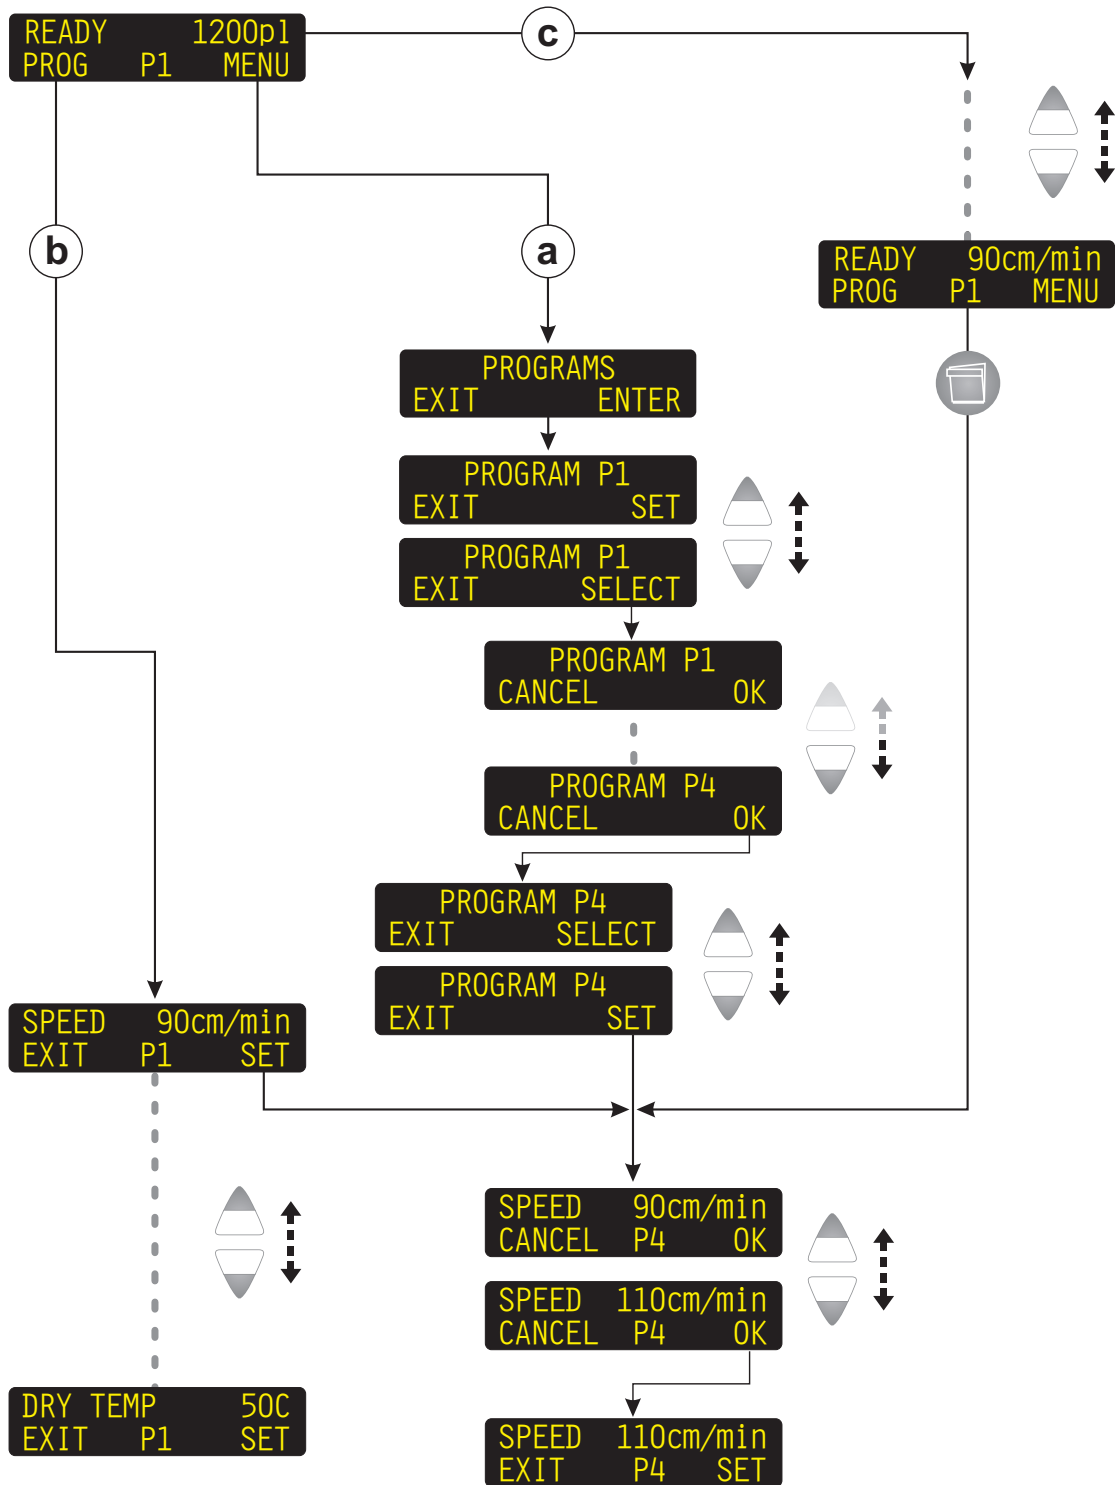 READY 1200pl
PROG P1 MENU
c
b
a
READY 90cm/min
PROG P1 MENU
PROGRAMS
EXIT ENTER
PROGRAM P1
EXIT SET
PROGRAM P1
EXIT SELECT
PROGRAM P1
CANCEL OK
PROGRAM P4
CANCEL OK
PROGRAM P4
EXIT SELECT
PROGRAM P4
EXIT SET
SPEED 90cm/min
EXIT P1 SET
SPEED 90cm/min
CANCEL P4 OK
SPEED 110cm/min
CANCEL P4 OK
DRY TEMP 50C
EXIT P1 SET
SPEED 110cm/min
EXIT P4 SET